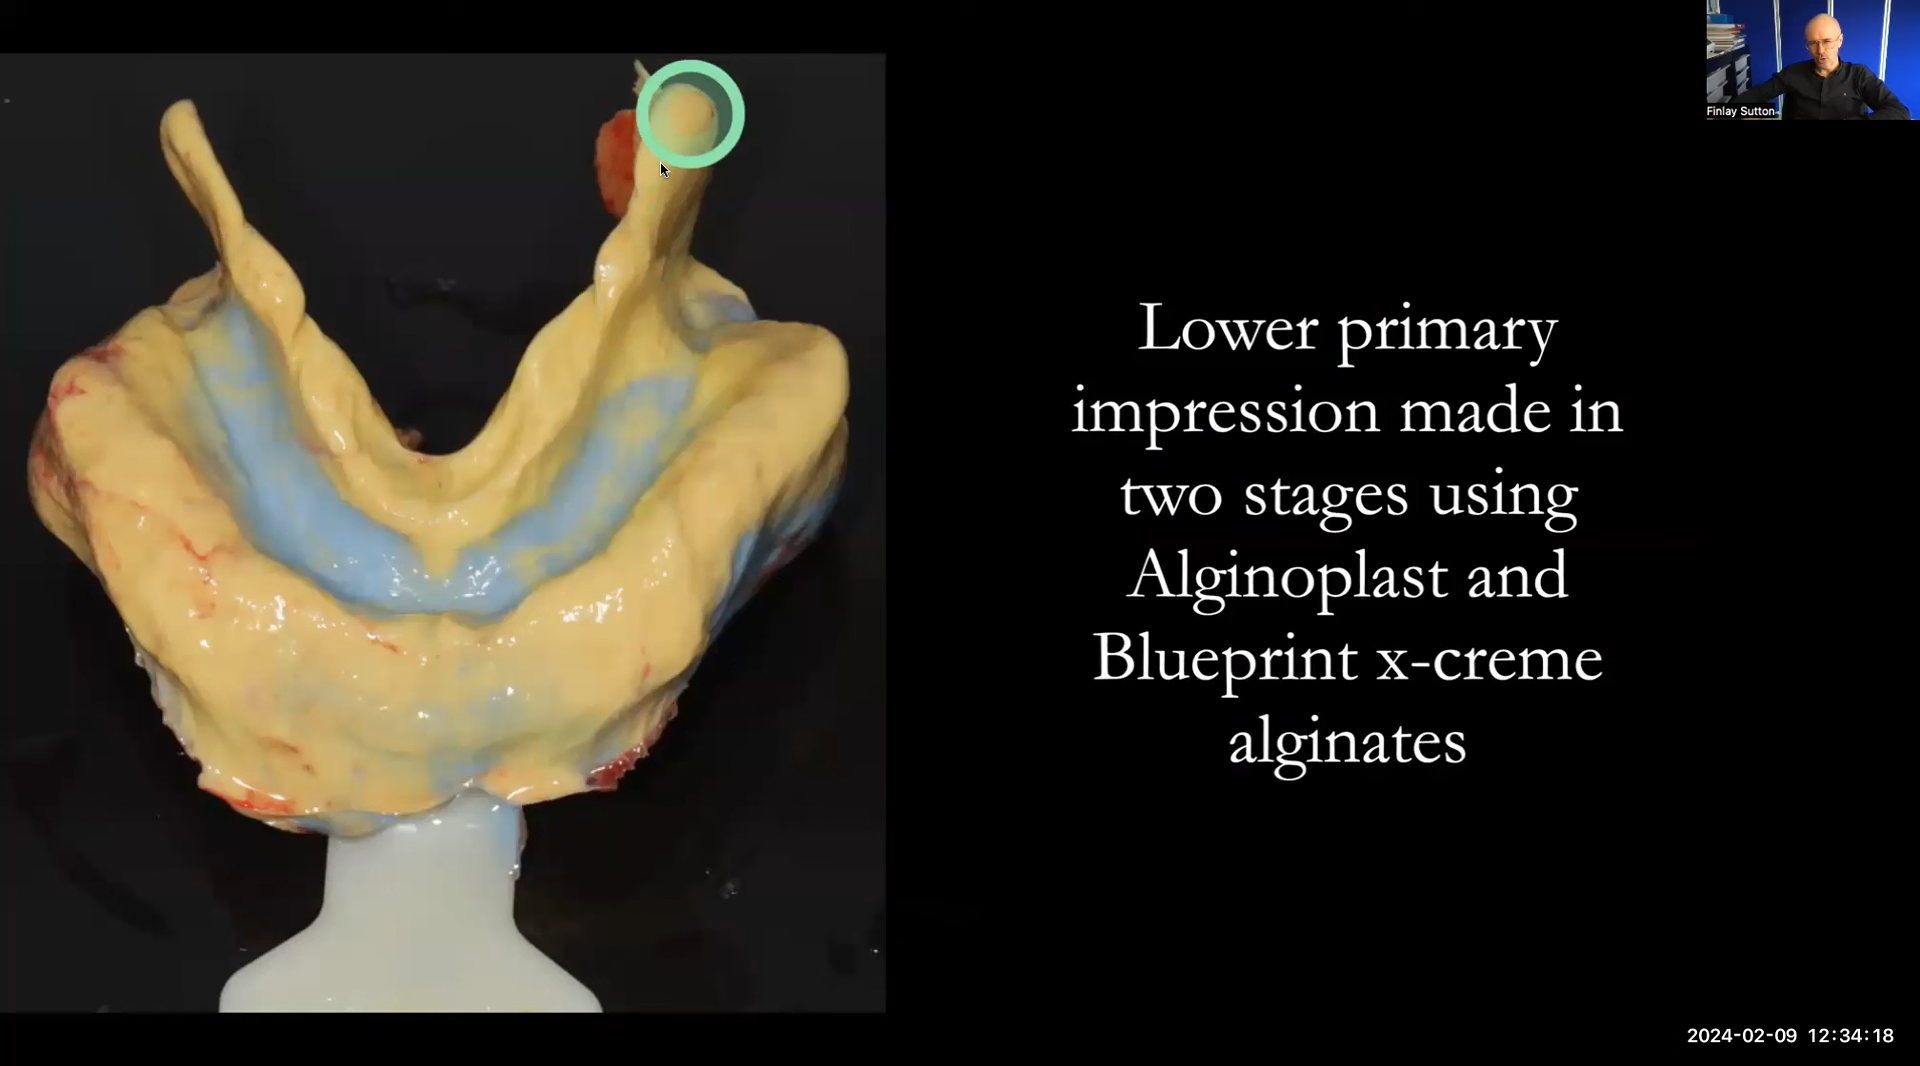 Finlay Sutton
Lower primary
impression made in
two stages using
Alginoplast and
Blueprint x-creme
alginates
2024-02-09 12:34:18